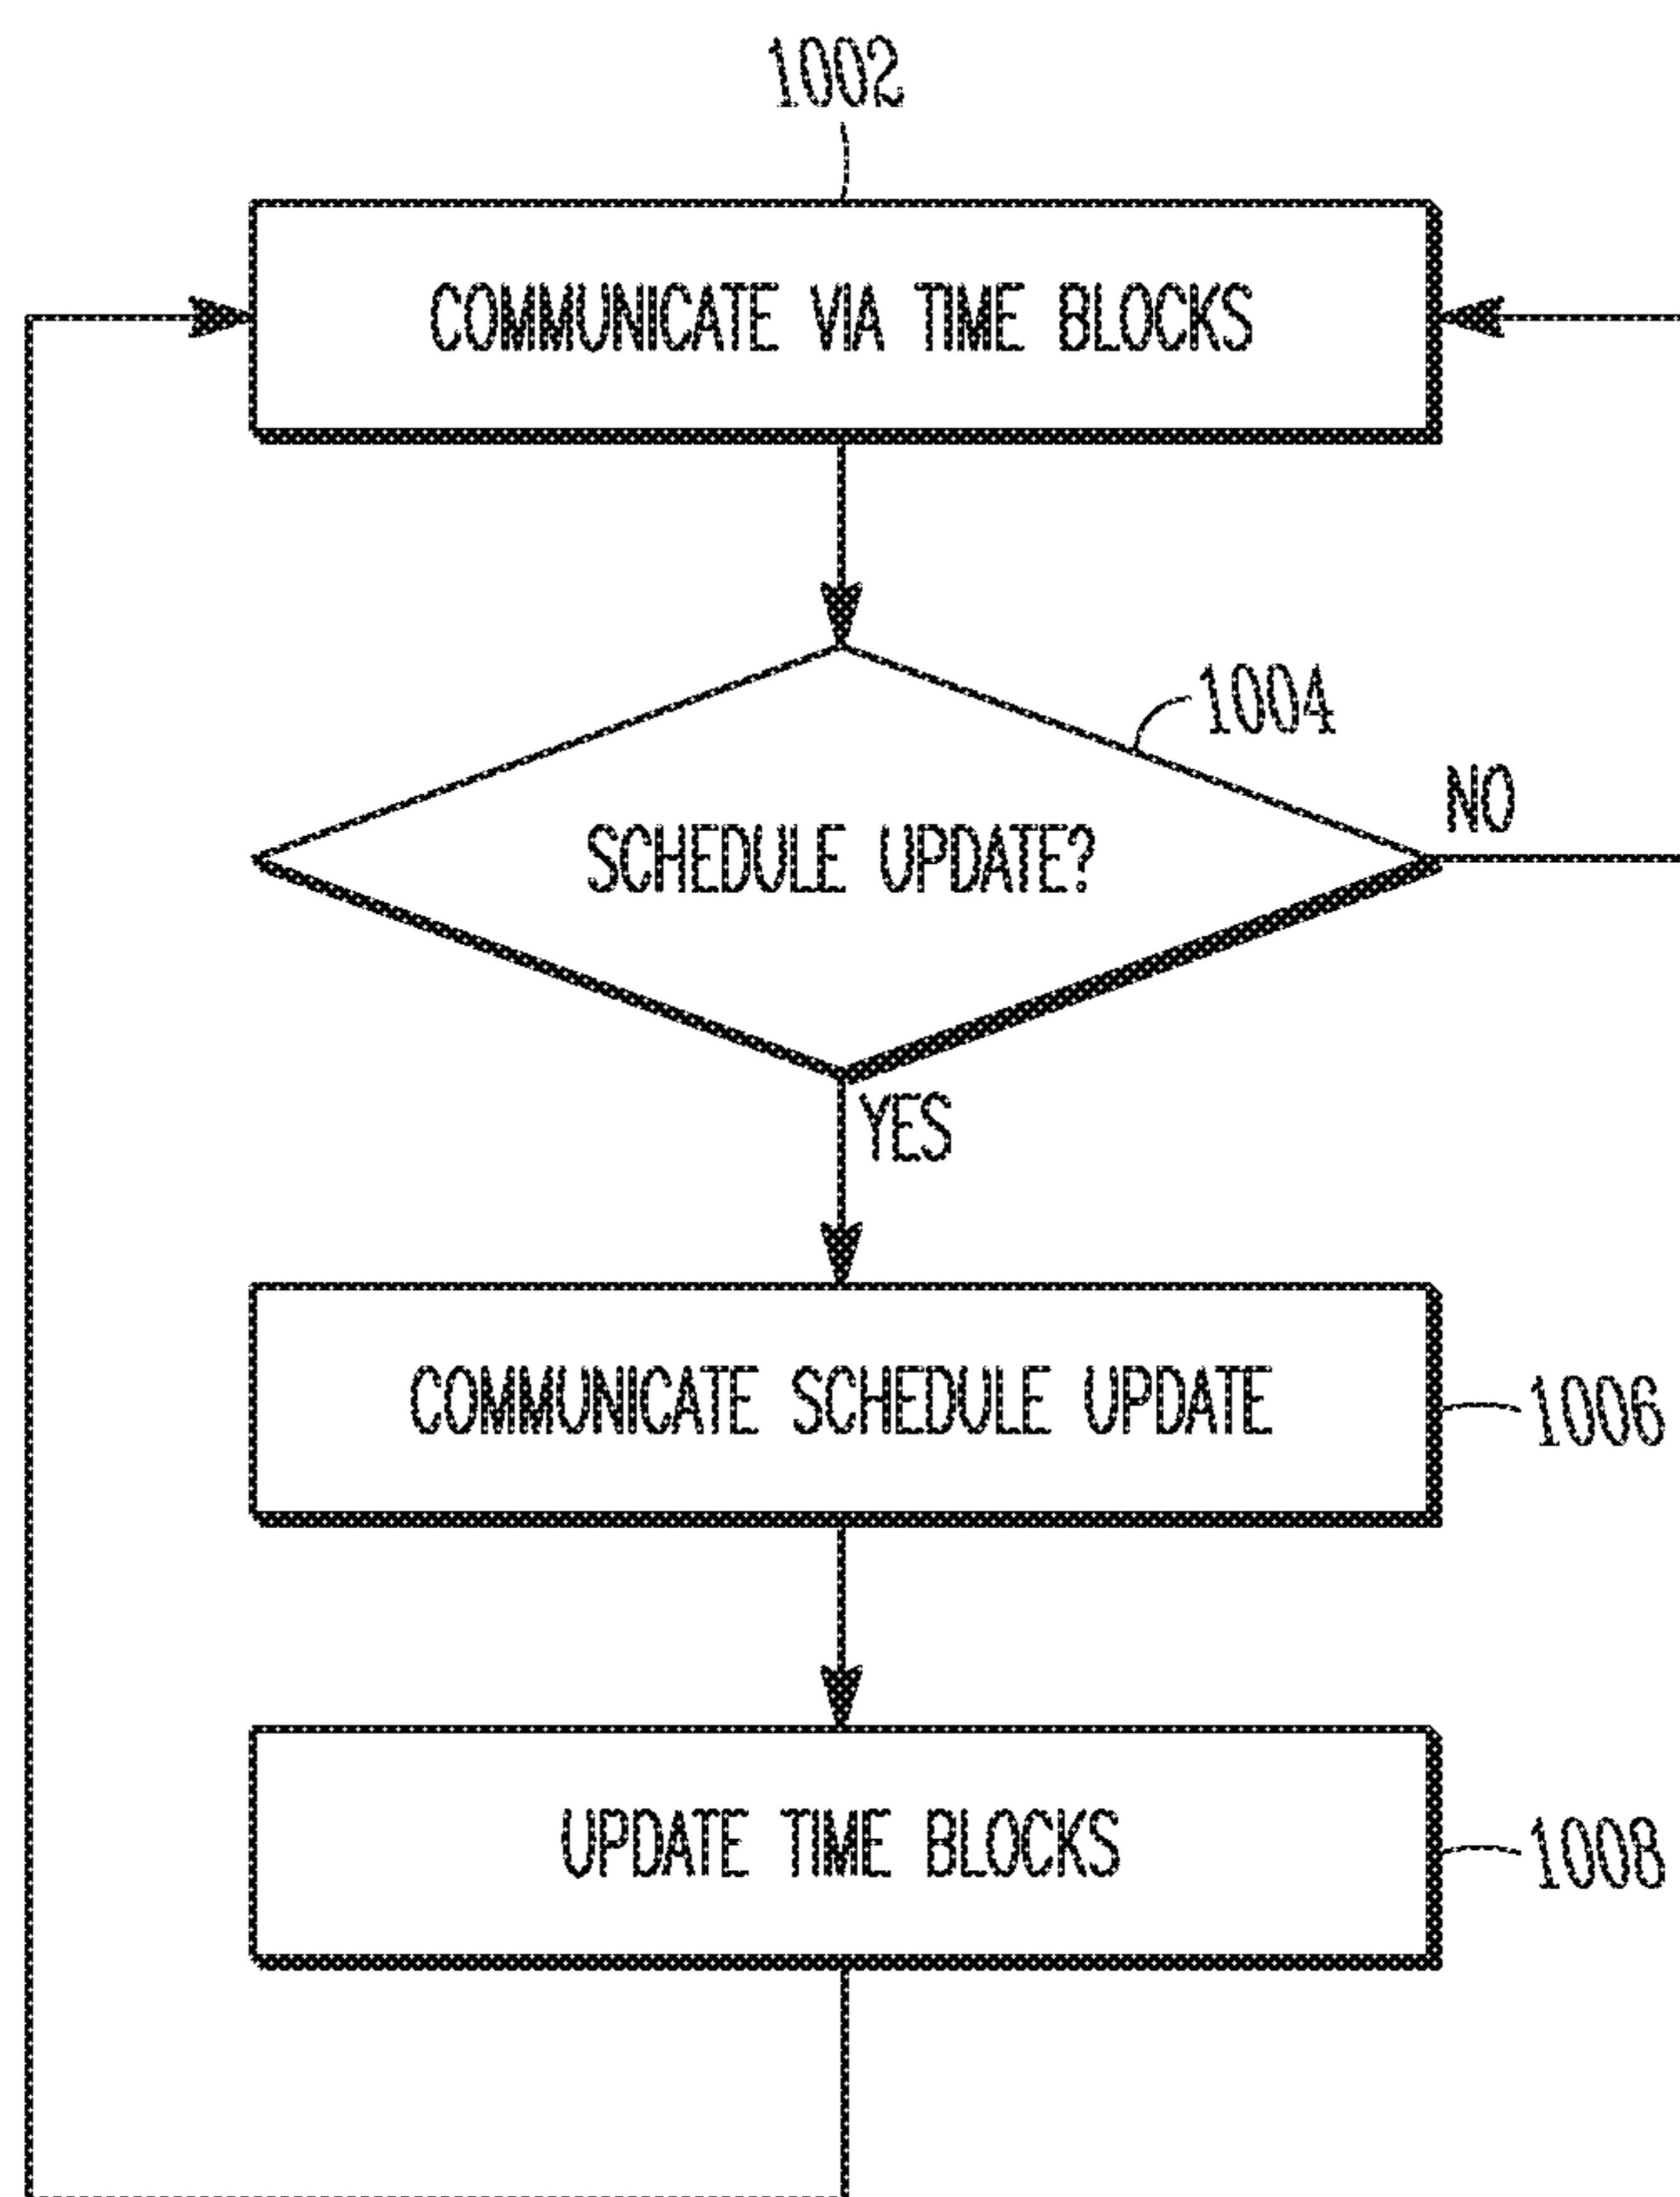 1002
COMMUNICATE VIA TIME BLOCKS
1004
NO
SCHEDULE UPDATE?
YES
COMMUNICATE SCHEDULE UPDATE
1006
UPDATE TIME BLOCKS
1008